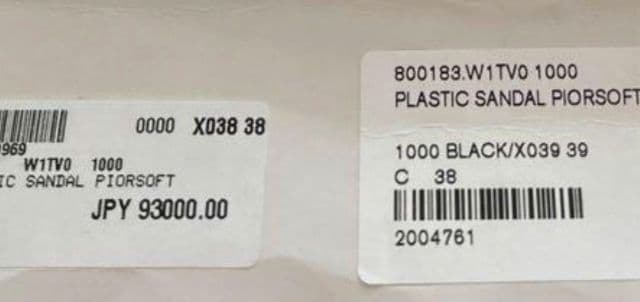 969
0000 X038 38
W1TV0 1000
IC SANDAL PIORSOFT
JPY 93000.00
800183.W1TV0 1000
PLASTIC SANDAL PIORSOFT
1000 BLACK/X039 39
C 38
2004761